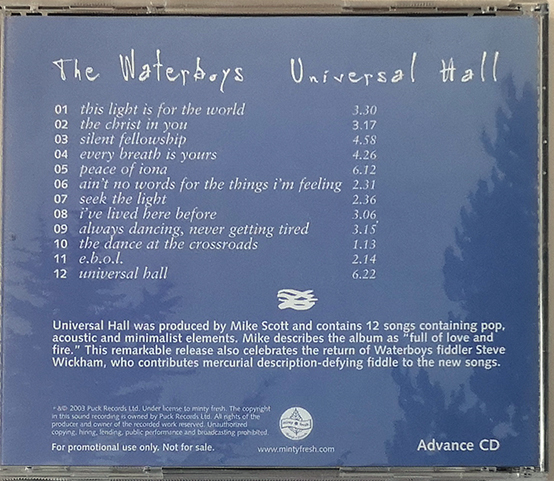 The Waterboys Universal Hall
01 this light is for the world 3.30
02 the christ in you 3.17
03 silent fellowship 4.58
04 every breath is yours 4.26
05 peace of iona 6.12
06 ain't no words for the things i'm feeling 2.31
07 seek the light 2.36
08 i've lived here before 3.06
09 always dancing, never getting tired 3.15
10 the dance at the crossroads 1.13
11 e.b.o.l. 2.14
12 universal hall 6.22
Universal Hall was produced by Mike Scott and contains 12 songs containing pop,
acoustic and minimalist elements. Mike describes the album as "full of love and
fire." This remarkable release also celebrates the return of Waterboys fiddler Steve
Wickham, who contributes mercurial description-defying fiddle to the new songs.
℗&© 2003 Puck Records Ltd. Under license to minty fresh. The copyright
in this sound recording is owned by Puck Records Ltd. All rights of the
producer and owner of the recorded work reserved. Unauthorized
copying, hiring, lending, public performance and broadcasting prohibited.
For promotional use only. Not for sale.
minty fresh
www.mintyfresh.com
Advance CD